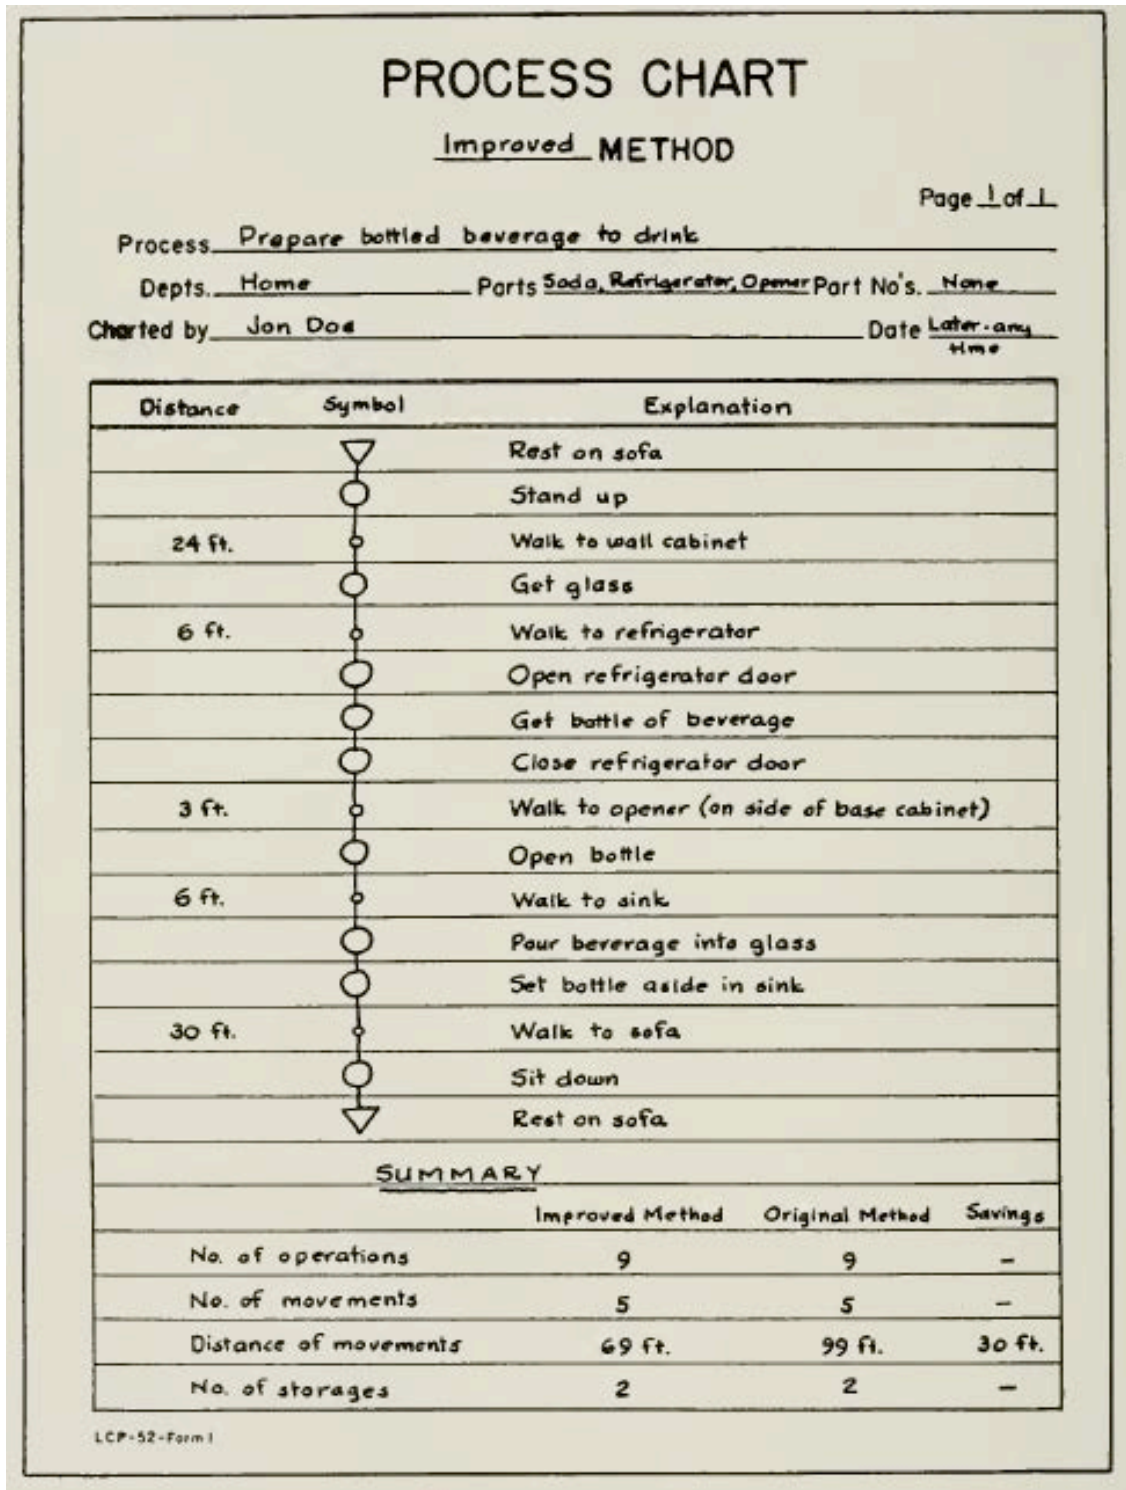 PROCESS CHART
Improved METHOD
Page 1 of 1
Process Prepare bottled beverage to drink
Depts. Home Parts Soda, Refrigerator, Opener Part No's. None
Charted by Jon Doe Date Later-any
time
Distance Symbol Explanation
Rest on sofa
Stand up
24 ft. Walk to wall cabinet
Get glass
6 ft. Walk to refrigerator
Open refrigerator door
Get bottle of beverage
Close refrigerator door
3 ft. Walk to opener (on side of base cabinet)
Open bottle
6 ft. Walk to sink
Pour beverage into glass
Set bottle aside in sink
30 ft. Walk to sofa
Sit down
Rest on sofa
SUMMARY
Improved Method Original Method Savings
No. of operations 9 9 -
No. of movements 5 5 -
Distance of movements 69 ft. 99 ft. 30 ft.
No. of storages 2 2 -
LCP-52-Form 1